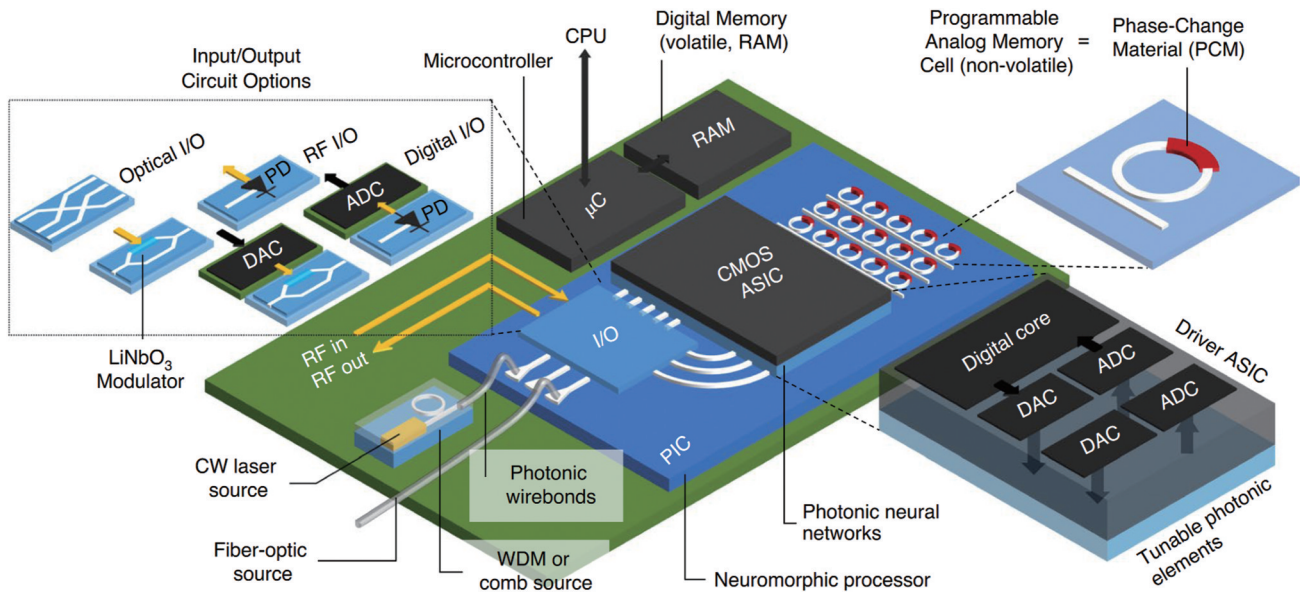 Input/Output
Circuit Options
Optical I/O
RF I/O
Digital I/O
PD
ADC
PD
DAC
LiNbO3
Modulator
Microcontroller
CPU
Digital Memory
(volatile, RAM)
Programmable
Analog Memory =
Cell (non-volatile)
Phase-Change
Material (PCM)
RAM
μC
CMOS
ASIC
I/O
RF in
RF out
PIC
CW laser
source
Photonic
wirebonds
Fiber-optic
source
WDM or
comb source
Photonic neural
networks
Neuromorphic processor
Digital core
Driver ASIC
ADC
DAC
ADC
DAC
Tunable photonic
elements